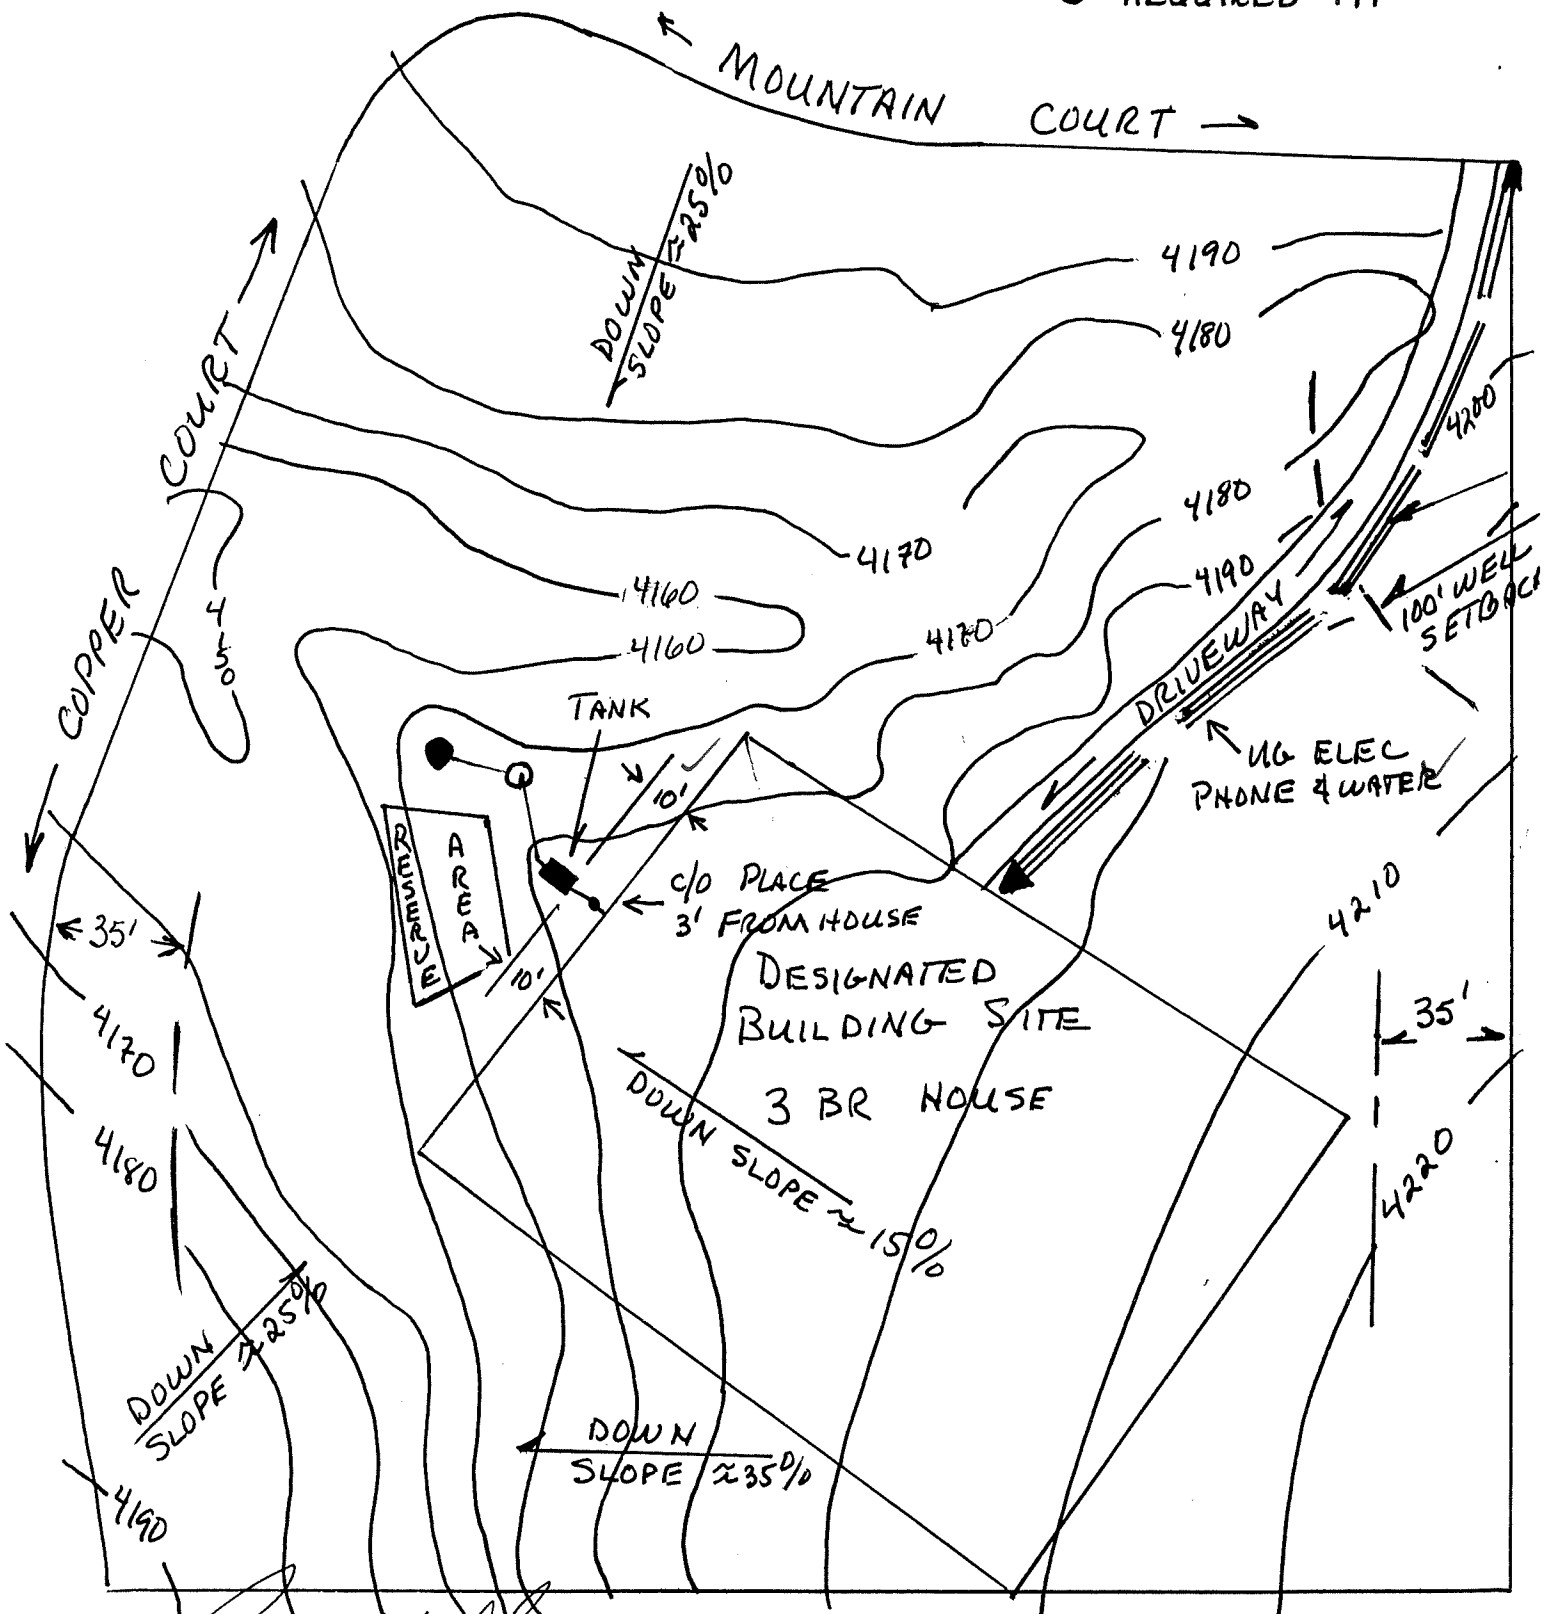 REQUIRED
MOUNTAIN COURT
DOWN
SLOPE ≈25%
4190
4180
4200
COPPER COURT
4180
4170
4190
4160
4160
4170
4150
100' WELL
SETBACK
DRIVEWAY
TANK
10'
UG ELEC
PHONE & WATER
RESERVE
AREA
C/O PLACE
3' FROM HOUSE
35'
10'
4210
DESIGNATED
BUILDING SITE
3 BR HOUSE
4170
35'
4180
DOWN SLOPE ≈ 15%
4220
DOWN
SLOPE ≈25%
DOWN
SLOPE ≈35%
4190